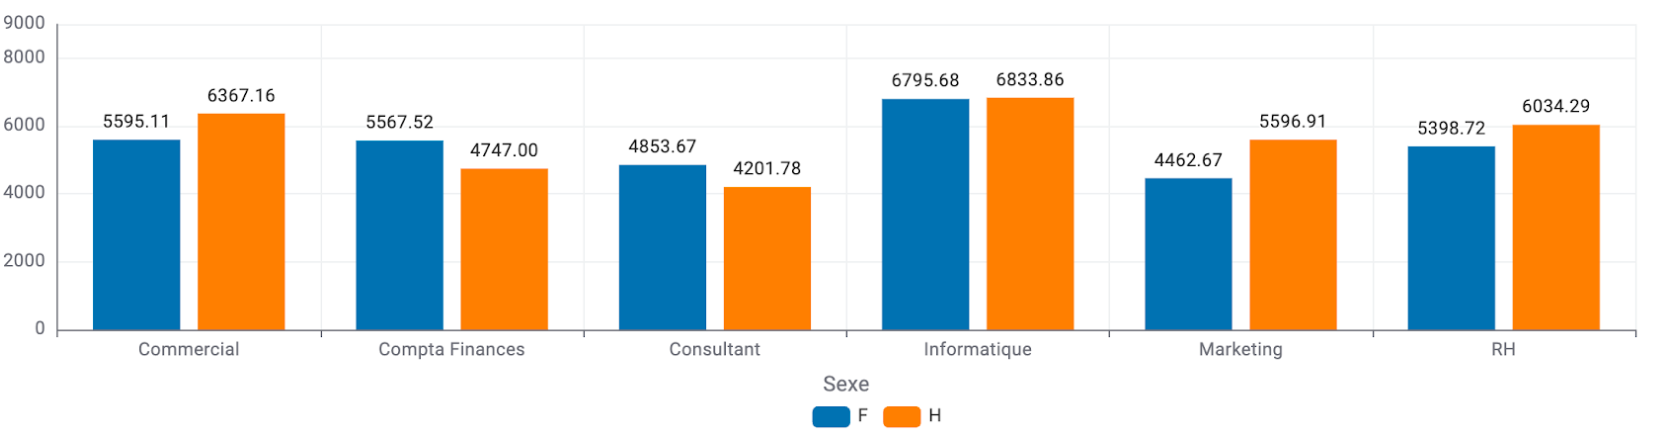 9000
8000
6000
4000
2000
0
5595.11
6367.16
5567.52
4747.00
4853.67
4201.78
6795.68
6833.86
4462.67
5596.91
5398.72
6034.29
Commercial
Compta Finances
Consultant
Informatique
Marketing
RH
Sexe
F
H